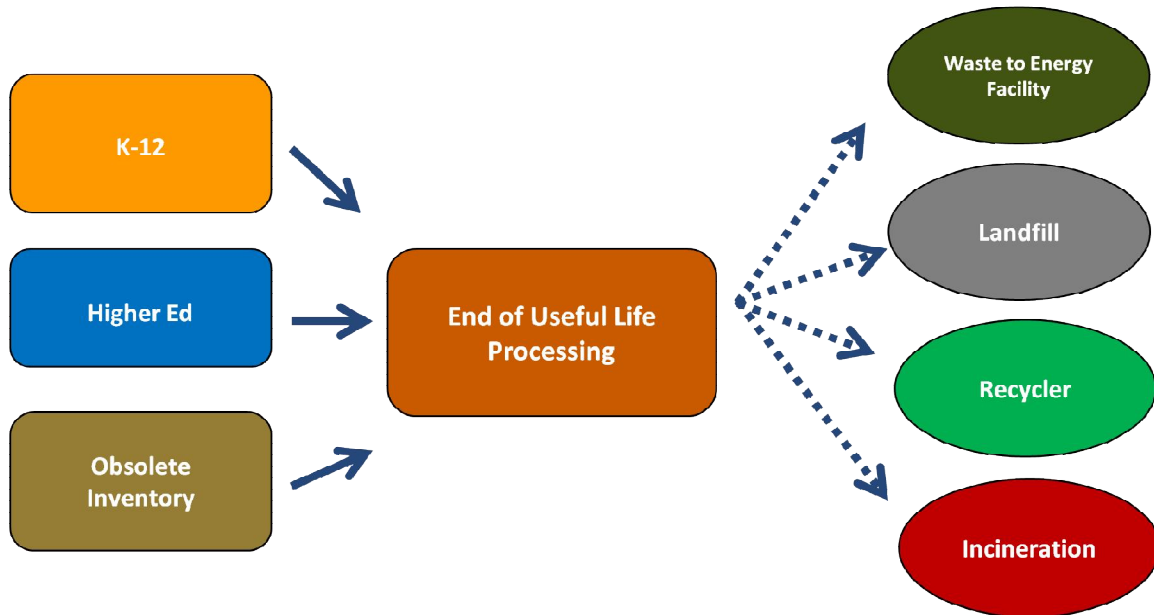 K-12
Higher Ed
Obsolete
Inventory
End of Useful Life
Processing
Waste to Energy
Facility
Landfill
Recycler
Incineration